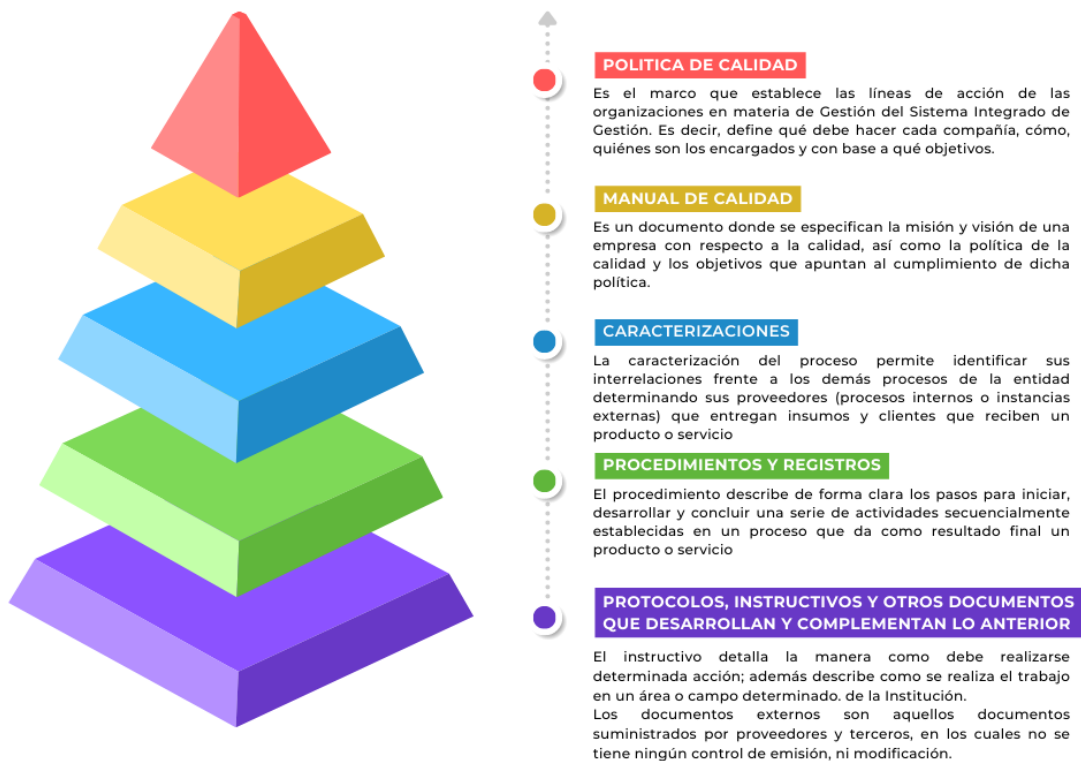 POLITICA DE CALIDAD
Es el marco que establece las líneas de acción de las
organizaciones en materia de Gestión del Sistema Integrado de
Gestión. Es decir, define qué debe hacer cada compañía, cómo,
quiénes son los encargados y con base a qué objetivos.
MANUAL DE CALIDAD
Es un documento donde se especifican la misión y visión de una
empresa con respecto a la calidad, así como la política de la
calidad y los objetivos que apuntan al cumplimiento de dicha
política.
CARACTERIZACIONES
La caracterización del proceso permite identificar sus
interrelaciones frente a los demás procesos de la entidad
determinando sus proveedores (procesos internos o instancias
externas) que entregan insumos y clientes que reciben un
producto o servicio
PROCEDIMIENTOS Y REGISTROS
El procedimiento describe de forma clara los pasos para iniciar,
desarrollar y concluir una serie de actividades secuencialmente
establecidas en un proceso que da como resultado final un
producto o servicio
PROTOCOLOS, INSTRUCTIVOS Y OTROS DOCUMENTOS
QUE DESARROLLAN Y COMPLEMENTAN LO ANTERIOR
El instructivo detalla la manera como debe realizarse
determinada acción; además describe como se realiza el trabajo
en un área o campo determinado. de la Institución.
Los documentos externos son aquellos documentos
suministrados por proveedores y terceros, en los cuales no se
tiene ningún control de emisión, ni modificación.